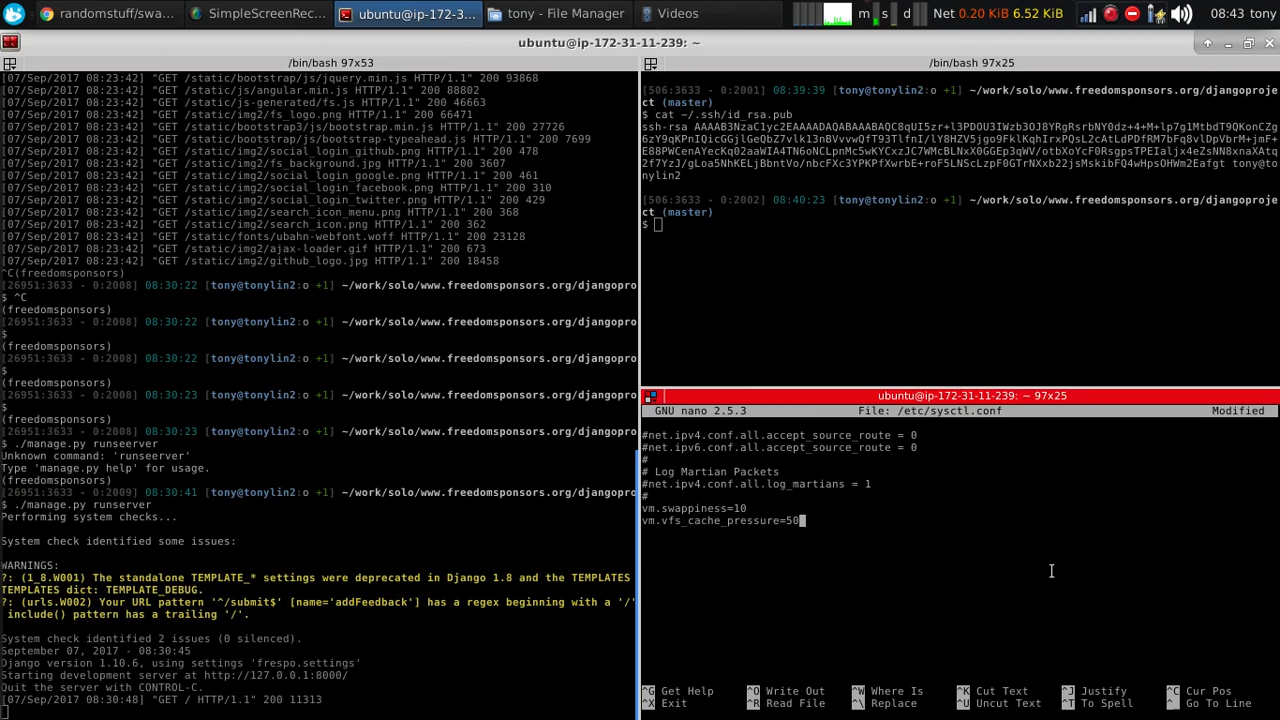 randomstuff/swa...
SimpleScreenRec...
ubuntu@ip-172-3...
tony - File Manager
Videos
m s d Net 0.20 KiB 6.52 KiB
08:43 tony
ubuntu@ip-172-31-11-239: ~
/bin/bash 97x53
[07/Sep/2017 08:23:42] "GET /static/bootstrap/js/jquery.min.js HTTP/1.1" 200 93868
[07/Sep/2017 08:23:42] "GET /static/js/angular.min.js HTTP/1.1" 200 88802
[07/Sep/2017 08:23:42] "GET /static/js-generated/fs.js HTTP/1.1" 200 46663
[07/Sep/2017 08:23:42] "GET /static/img2/fs_logo.png HTTP/1.1" 200 66471
[07/Sep/2017 08:23:42] "GET /static/bootstrap3/js/bootstrap.min.js HTTP/1.1" 200 27726
[07/Sep/2017 08:23:42] "GET /static/js/bootstrap-typeahead.js HTTP/1.1" 200 7699
[07/Sep/2017 08:23:42] "GET /static/img2/social_login_github.png HTTP/1.1" 200 478
[07/Sep/2017 08:23:42] "GET /static/img2/fs_background.jpg HTTP/1.1" 200 3607
[07/Sep/2017 08:23:42] "GET /static/img2/social_login_google.png HTTP/1.1" 200 461
[07/Sep/2017 08:23:42] "GET /static/img2/social_login_facebook.png HTTP/1.1" 200 310
[07/Sep/2017 08:23:42] "GET /static/img2/social_login_twitter.png HTTP/1.1" 200 429
[07/Sep/2017 08:23:42] "GET /static/img2/search_icon_menu.png HTTP/1.1" 200 368
[07/Sep/2017 08:23:42] "GET /static/img2/search_icon.png HTTP/1.1" 200 362
[07/Sep/2017 08:23:42] "GET /static/fonts/ubahn-webfont.woff HTTP/1.1" 200 23128
[07/Sep/2017 08:23:42] "GET /static/img2/ajax-loader.gif HTTP/1.1" 200 673
[07/Sep/2017 08:23:42] "GET /static/img2/github_logo.jpg HTTP/1.1" 200 18458
^C(freedomsponsors)
[26951:3633 - 0:2008] 08:30:22 [tony@tonylin2:o +1] ~/work/solo/www.freedomsponsors.org/djangopro
$ ^C
(freedomsponsors)
[26951:3633 - 0:2008] 08:30:22 [tony@tonylin2:o +1] ~/work/solo/www.freedomsponsors.org/djangopro
$
(freedomsponsors)
[26951:3633 - 0:2008] 08:30:22 [tony@tonylin2:o +1] ~/work/solo/www.freedomsponsors.org/djangopro
$
(freedomsponsors)
[26951:3633 - 0:2008] 08:30:23 [tony@tonylin2:o +1] ~/work/solo/www.freedomsponsors.org/djangopro
$
(freedomsponsors)
[26951:3633 - 0:2008] 08:30:23 [tony@tonylin2:o +1] ~/work/solo/www.freedomsponsors.org/djangopro
$ ./manage.py runseerver
Unknown command: 'runseerver'
Type 'manage.py help' for usage.
(freedomsponsors)
[26951:3633 - 0:2009] 08:30:41 [tony@tonylin2:o +1] ~/work/solo/www.freedomsponsors.org/djangopro
$ ./manage.py runserver
Performing system checks...
System check identified some issues:
WARNINGS:
?: (1_8.W001) The standalone TEMPLATE_* settings were deprecated in Django 1.8 and the TEMPLATES
TEMPLATES dict: TEMPLATE_DEBUG.
?: (urls.W002) Your URL pattern '^/submit$' [name='addFeedback'] has a regex beginning with a '/'
include() pattern has a trailing '/'.
System check identified 2 issues (0 silenced).
September 07, 2017 - 08:30:45
Django version 1.10.6, using settings 'frespo.settings'
Starting development server at http://127.0.0.1:8000/
Quit the server with CONTROL-C.
[07/Sep/2017 08:30:48] "GET / HTTP/1.1" 200 11313
/bin/bash 97x25
[506:3633 - 0:2001] 08:39:39 [tony@tonylin2:o +1] ~/work/solo/www.freedomsponsors.org/djangoproje
ct (master)
$ cat ~/.ssh/id_rsa.pub
ssh-rsa
tony@to
nylin2
[506:3633 - 0:2002] 08:40:23 [tony@tonylin2:o +1] ~/work/solo/www.freedomsponsors.org/djangoproje
ct (master)
$
ubuntu@ip-172-31-11-239: ~ 97x25
GNU nano 2.5.3 File: /etc/sysctl.conf Modified
#net.ipv4.conf.all.accept_source_route = 0
#net.ipv6.conf.all.accept_source_route = 0
#
# Log Martian Packets
#net.ipv4.conf.all.log_martians = 1
#
vm.swappiness=10
vm.vfs_cache_pressure=50
^G Get Help ^O Write Out ^W Where Is ^K Cut Text ^J Justify ^C Cur Pos
^X Exit ^R Read File ^\ Replace ^U Uncut Text ^T To Spell ^_ Go To Line